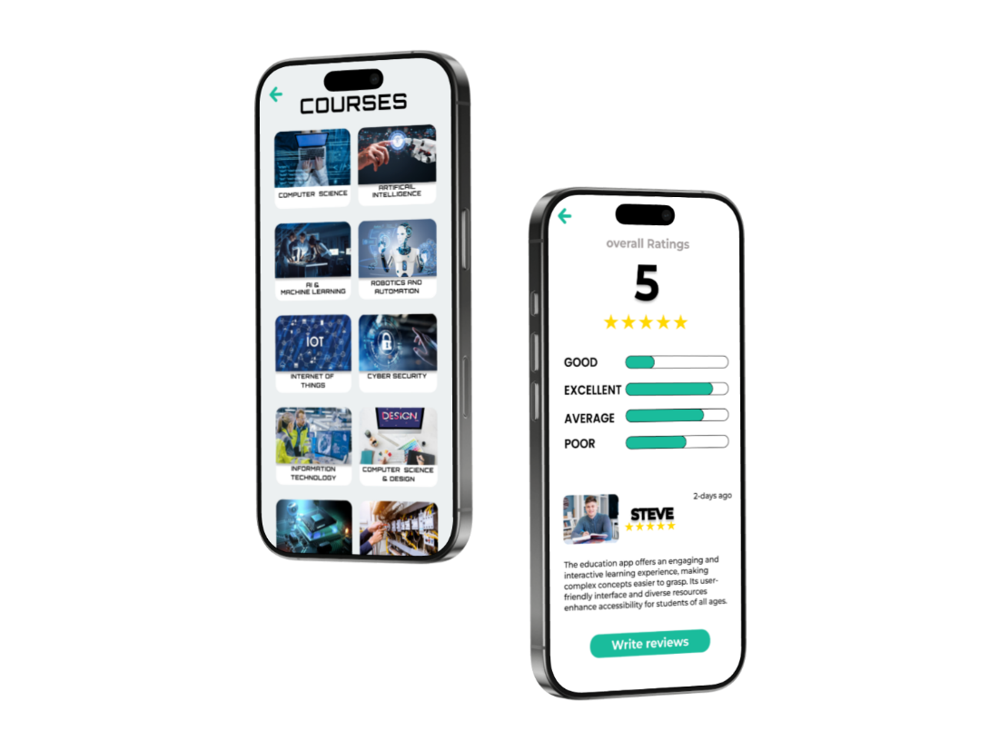 COURSES
COMPUTER SCIENCE
ARTIFICAIL
INTELLIGENCE
AI &
MACHINE LEARNING
ROBOTICS AND
AUTOMATION
IOT
INTERNET OF
THINGS
CYBER SECURITY
INFORMATION
TECHNOLOGY
DESIGN
COMPUTER SCIENCE
& DESIGN
overall Ratings
5
GOOD
EXCELLENT
AVERAGE
POOR
2-days ago
STEVE
The education app offers an engaging and
interactive learning experience, making
complex concepts easier to grasp. Its user-
friendly interface and diverse resources
enhance accessibility for students of all ages.
Write reviews